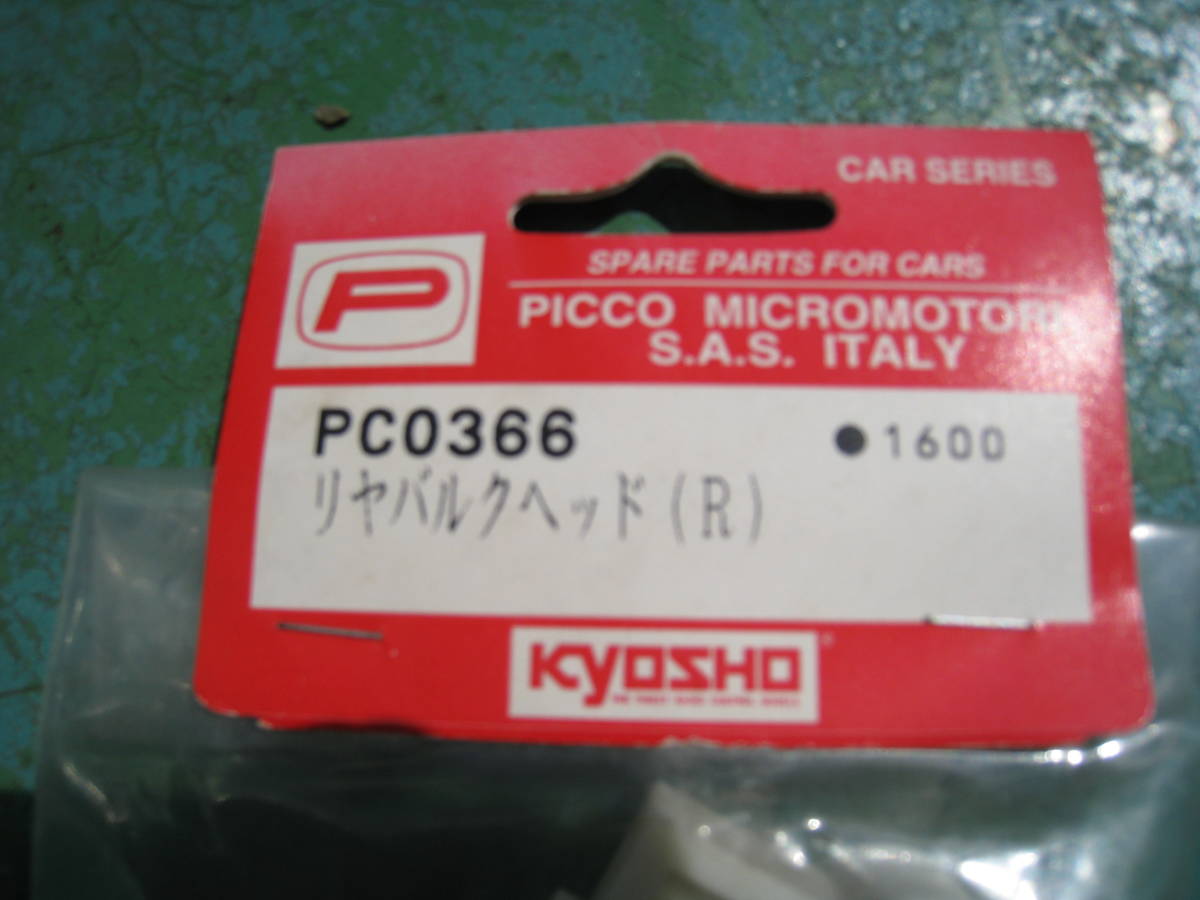 CAR SERIES
SPARE PARTS FOR CARS
P
PICCO MICROMOTORI
S.A.S. ITALY
PC0366 ●1600
リヤバルクヘッド(R)
KYOSHO